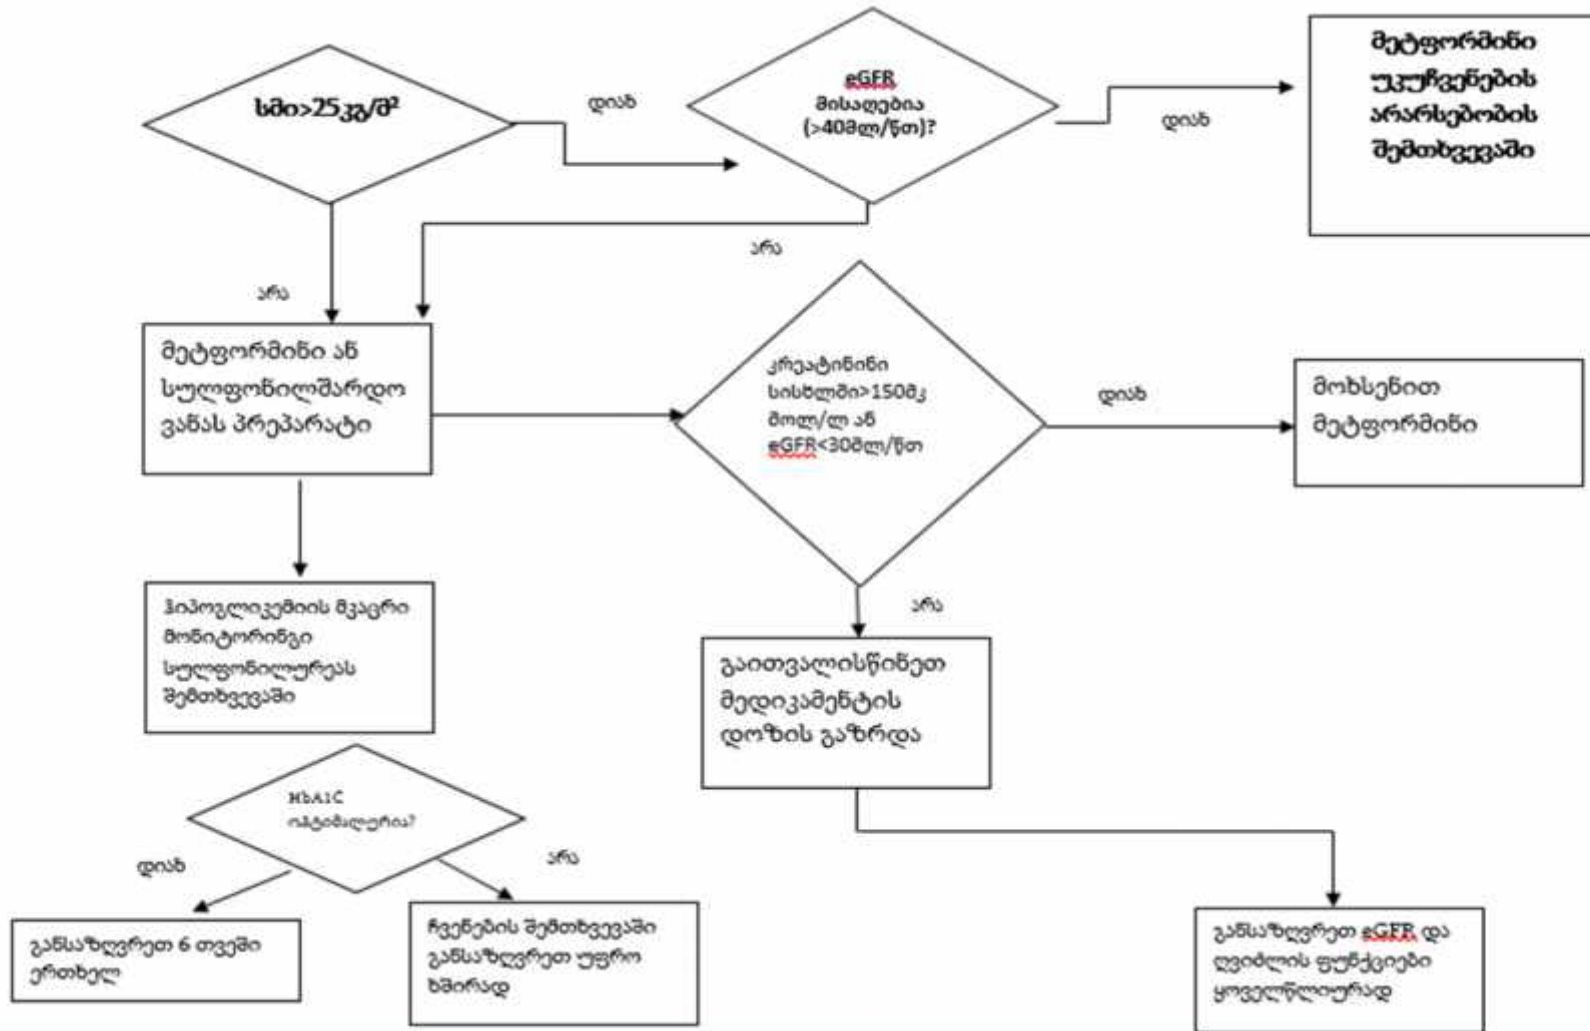 სმი>25კგ/მ²
დიახ
eGFR
მისაღებია
(>40მლ/წთ)?
დიახ
მეტფორმინი
უკუჩვენების
არარსებობის
შემთხვევაში
არა
არა
მეტფორმინი ან
სულფონილშარდო
ვანას პრეპარატი
კრეატინინი
სისხლში>150მკ
მოლ/ლ ან
eGFR<30მლ/წთ
დიახ
მოხსენით
მეტფორმინი
ჰიპოგლიკემიის მკაცრი
მონიტორინგი
სულფონილურეას
შემთხვევაში
არა
გაითვალისწინეთ
მედიკამენტის
დოზის გაზრდა
HbA1C
ოპტიმალურია?
დიახ
არა
განსაზღვრეთ 6 თვეში
ერთხელ
ჩვენების შემთხვევაში
განსაზღვრეთ უფრო
ხშირად
განსაზღვრეთ eGFR და
ღვიძლის ფუნქციები
ყოველწლიურად